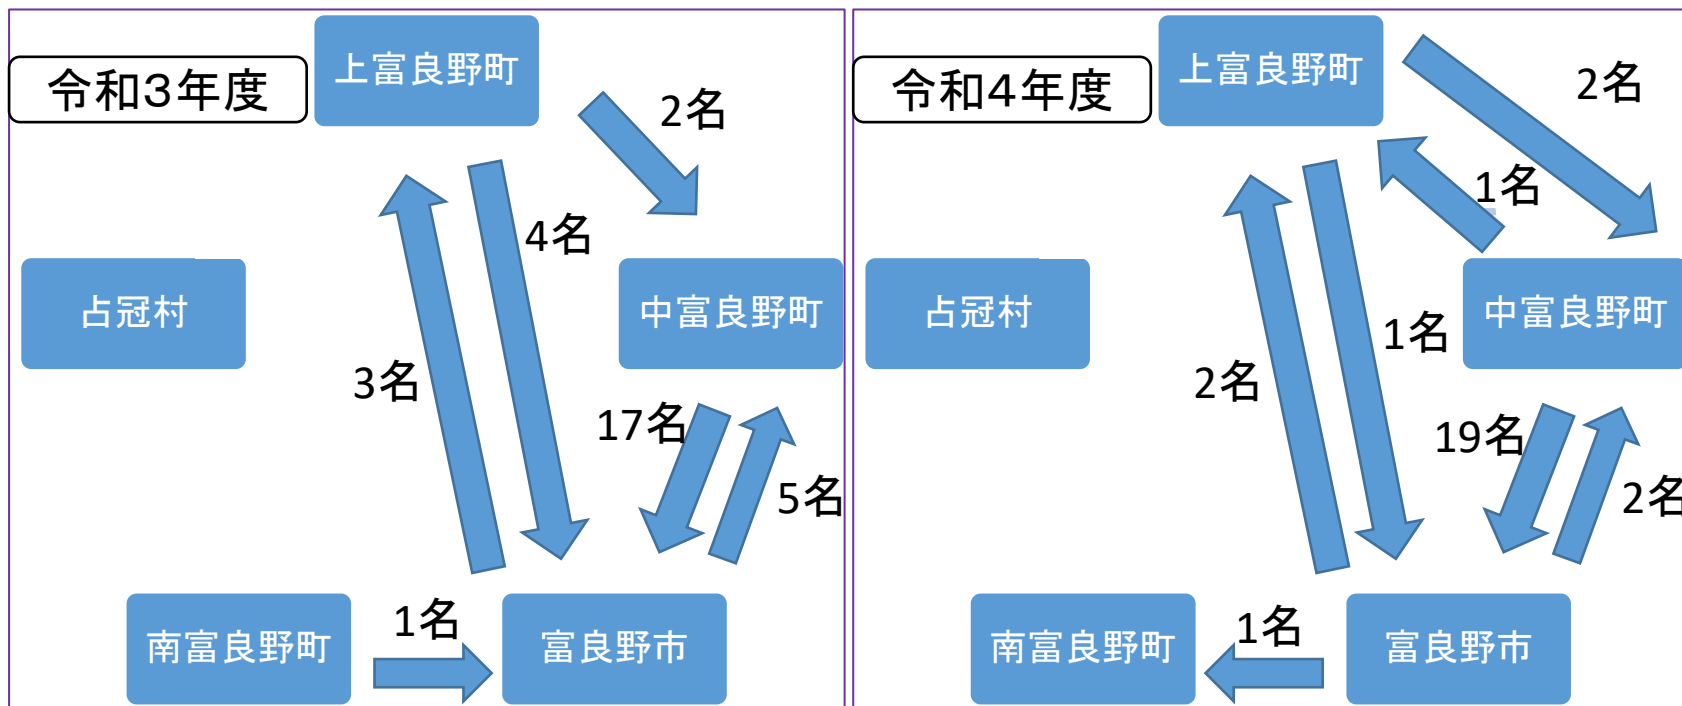 令和3年度
上富良野町
2名
4名
占冠村
中富良野町
3名
17名
5名
南富良野町
1名
富良野市
令和4年度
上富良野町
2名
1名
占冠村
中富良野町
1名
2名
19名
2名
南富良野町
1名
富良野市